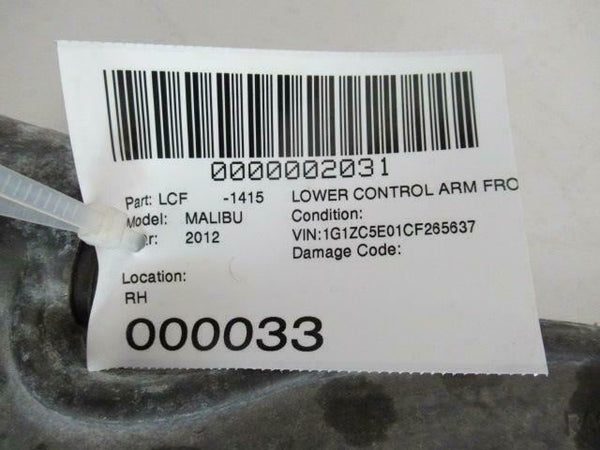 0000002031
Part: LCF -1415 LOWER CONTROL ARM FRO
Model: MALIBU Condition:
2012 VIN:1G1ZC5E01CF265637
Damage Code:
Location:
RH
000033